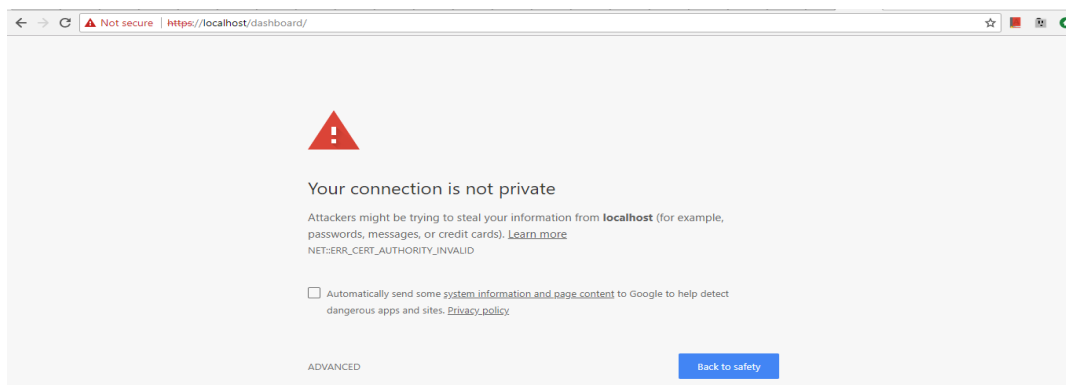 Not secure | https://localhost/dashboard/
Your connection is not private
Attackers might be trying to steal your information from localhost (for example,
passwords, messages, or credit cards). Learn more
NET::ERR_CERT_AUTHORITY_INVALID
Automatically send some system information and page content to Google to help detect
dangerous apps and sites. Privacy policy
ADVANCED
Back to safety